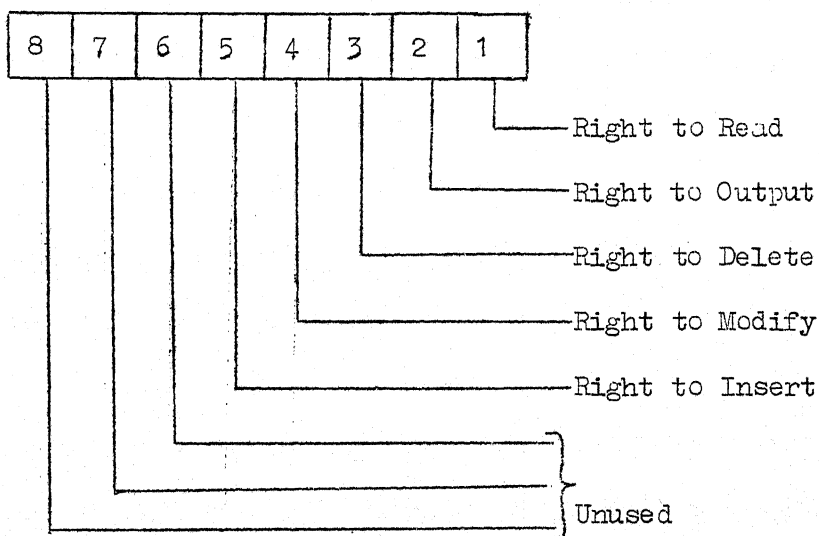 8 7 6 5 4 3 2 1
Right to Read
Right to Output
Right to Delete
Right to Modify
Right to Insert
Unused